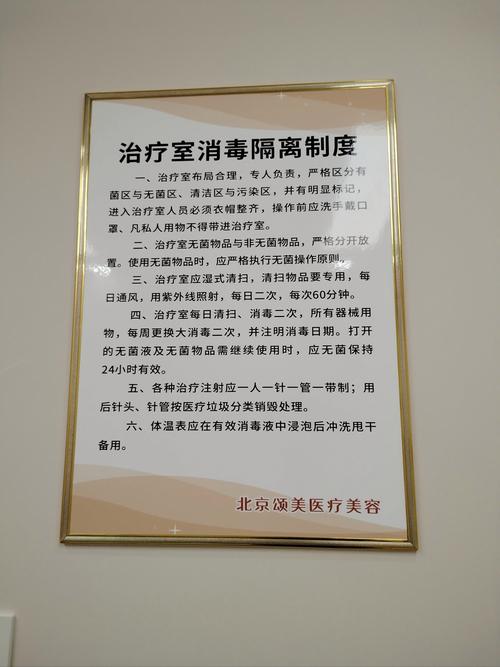 治疗室消毒隔离制度
一、治疗室布局合理，专人负责，严格区分有
菌区与无菌区、清洁区与污染区，并有明显标记，
进入治疗室人员必须衣帽整齐，操作前应洗手戴口
罩、凡私人用物不得带进治疗室。
二、治疗室无菌物品与非无菌物品，严格分开放
置。使用无菌物品时，应严格执行无菌操作原则。
三、治疗室应湿式清扫，清扫物品要专用，每
日通风，用紫外线照射，每日二次，每次60分钟。
四、治疗室每日清扫、消毒二次，所有器械用
物，每周更换大消毒二次，并注明消毒日期。打开
的无菌液及无菌物品需继续使用时，应无菌保持
24小时有效。
五、各种治疗注射应一人一针一管一带制；用
后针头、针管按医疗垃圾分类销毁处理。
六、体温表应在有效消毒液中浸泡后冲洗甩干
备用。
北京颂美医疗美容